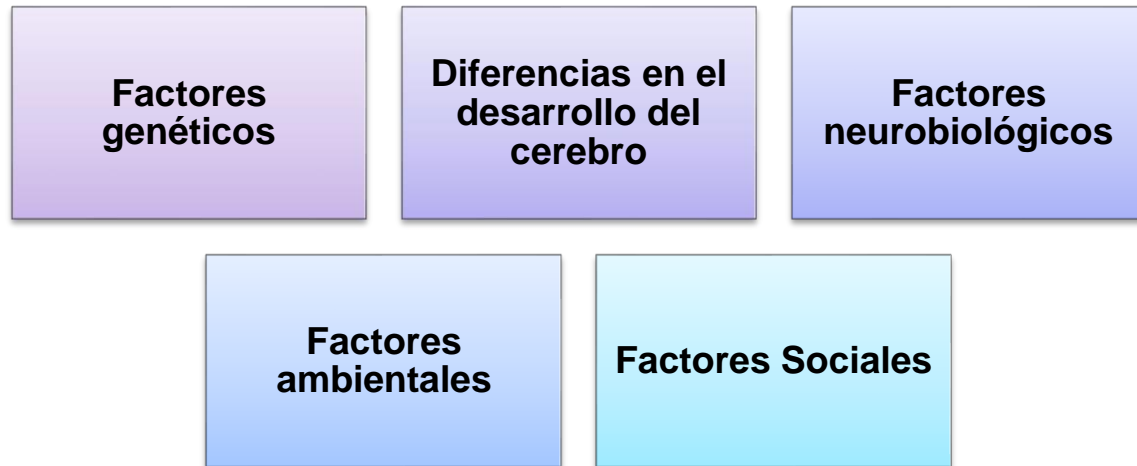 Factores
genéticos
Diferencias en el
desarrollo del
cerebro
Factores
neurobiológicos
Factores
ambientales
Factores Sociales